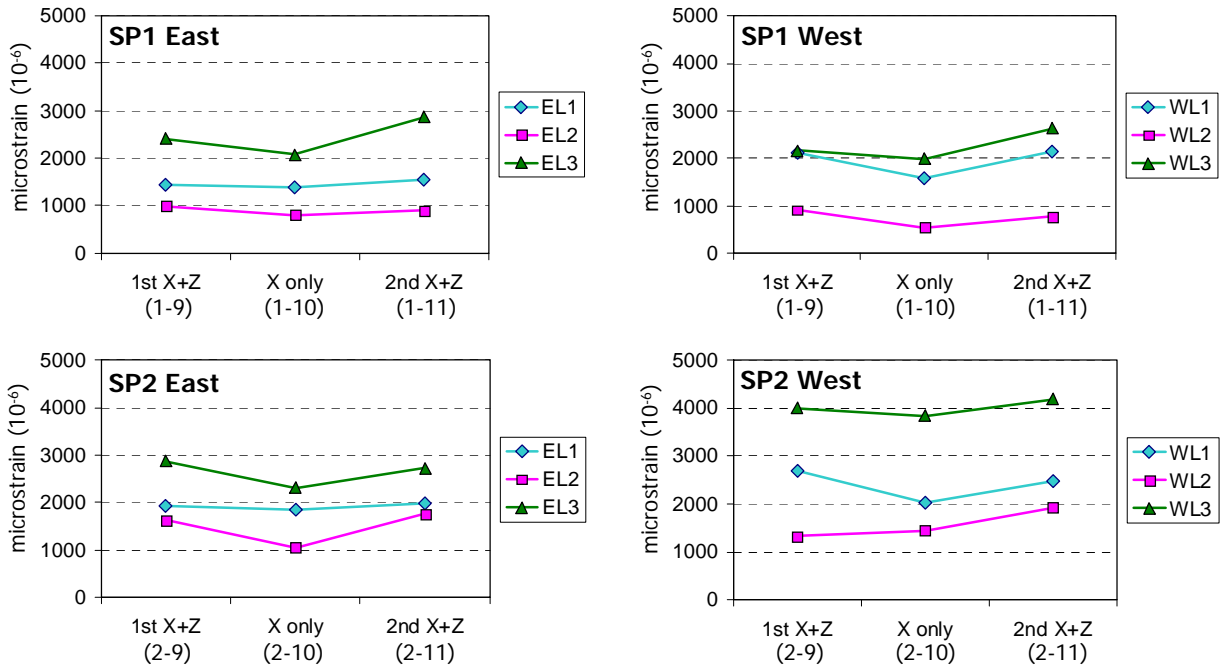 SP1 East
microstrain (10⁻⁶)
5000
4000
3000
2000
1000
0
1st X+Z
(1-9)
X only
(1-10)
2nd X+Z
(1-11)
EL1
EL2
EL3
SP1 West
microstrain (10⁻⁶)
5000
4000
3000
2000
1000
0
1st X+Z
(1-9)
X only
(1-10)
2nd X+Z
(1-11)
WL1
WL2
WL3
SP2 East
microstrain (10⁻⁶)
5000
4000
3000
2000
1000
0
1st X+Z
(2-9)
X only
(2-10)
2nd X+Z
(2-11)
EL1
EL2
EL3
SP2 West
microstrain (10⁻⁶)
5000
4000
3000
2000
1000
0
1st X+Z
(2-9)
X only
(2-10)
2nd X+Z
(2-11)
WL1
WL2
WL3